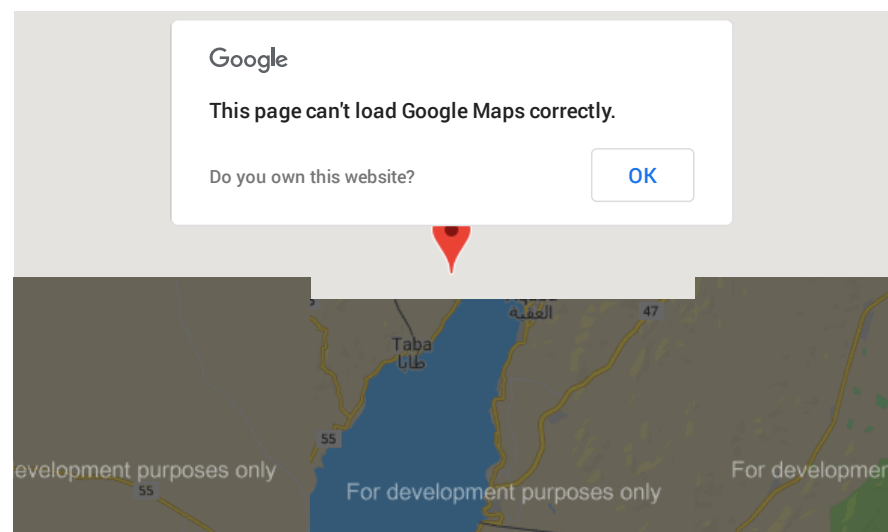 Google
This page can't load Google Maps correctly.
Do you own this website?
OK
العقبة
47
Taba
طابا
55
evelopment purposes only
55
For development purposes only
For developmen